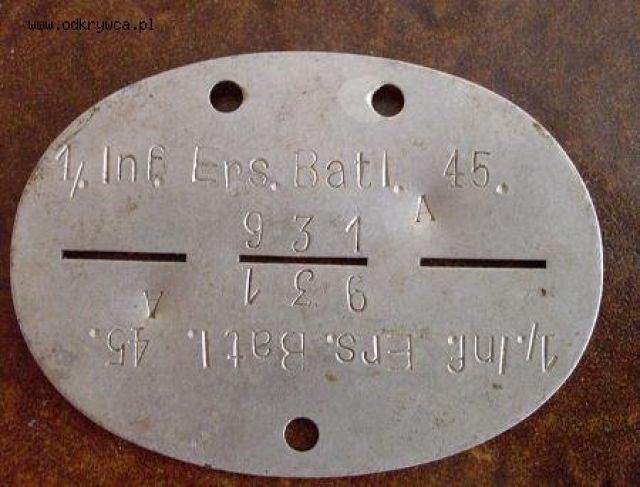 www.odkrywca.pl
1/. Inf. Ers. Batl. 45.
A
931
931
A
1/. Inf. Ers. Batl. 45.